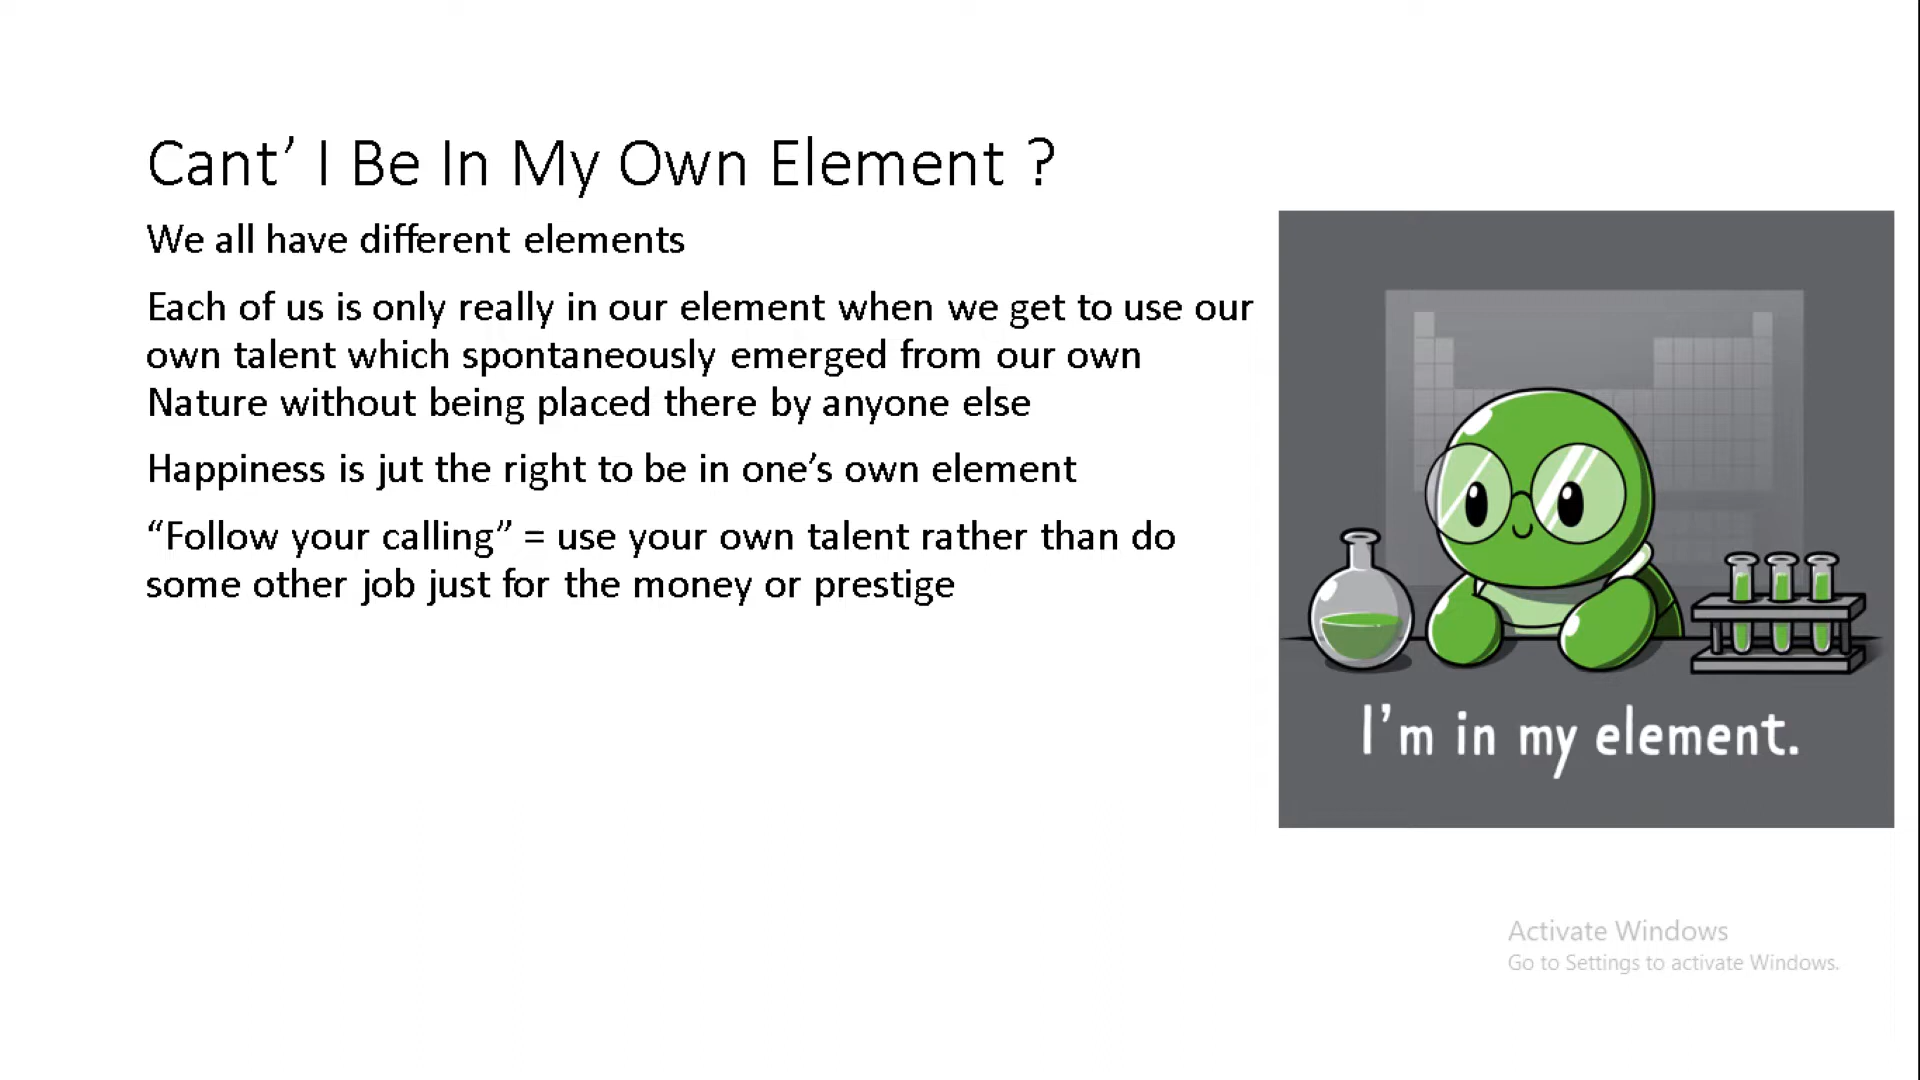 Cant’ I Be In My Own Element ?
We all have different elements
Each of us is only really in our element when we get to use our
own talent which spontaneously emerged from our own
Nature without being placed there by anyone else
Happiness is jut the right to be in one’s own element
“Follow your calling” = use your own talent rather than do
some other job just for the money or prestige
I’m in my element.
Activate Windows
Go to Settings to activate Windows.